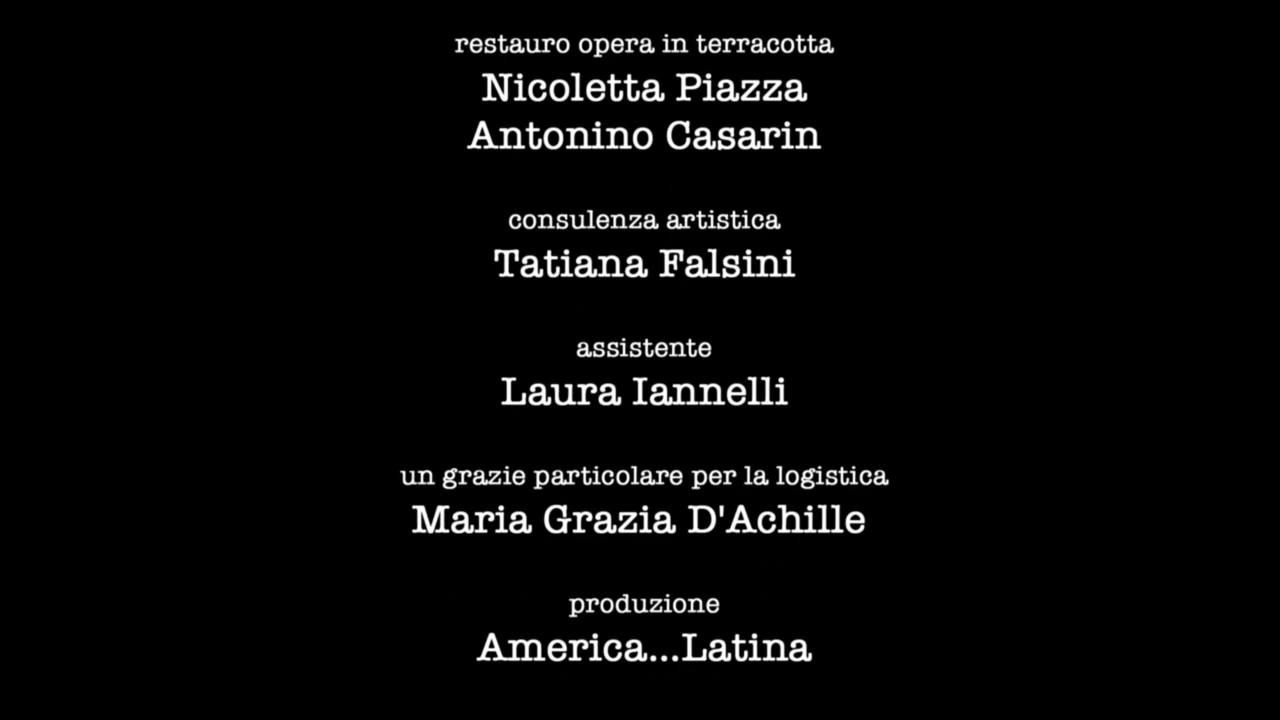 restauro opera in terracotta
Nicoletta Piazza
Antonino Casarin
consulenza artistica
Tatiana Falsini
assistente
Laura Iannelli
un grazie particolare per la logistica
Maria Grazia D'Achille
produzione
America...Latina